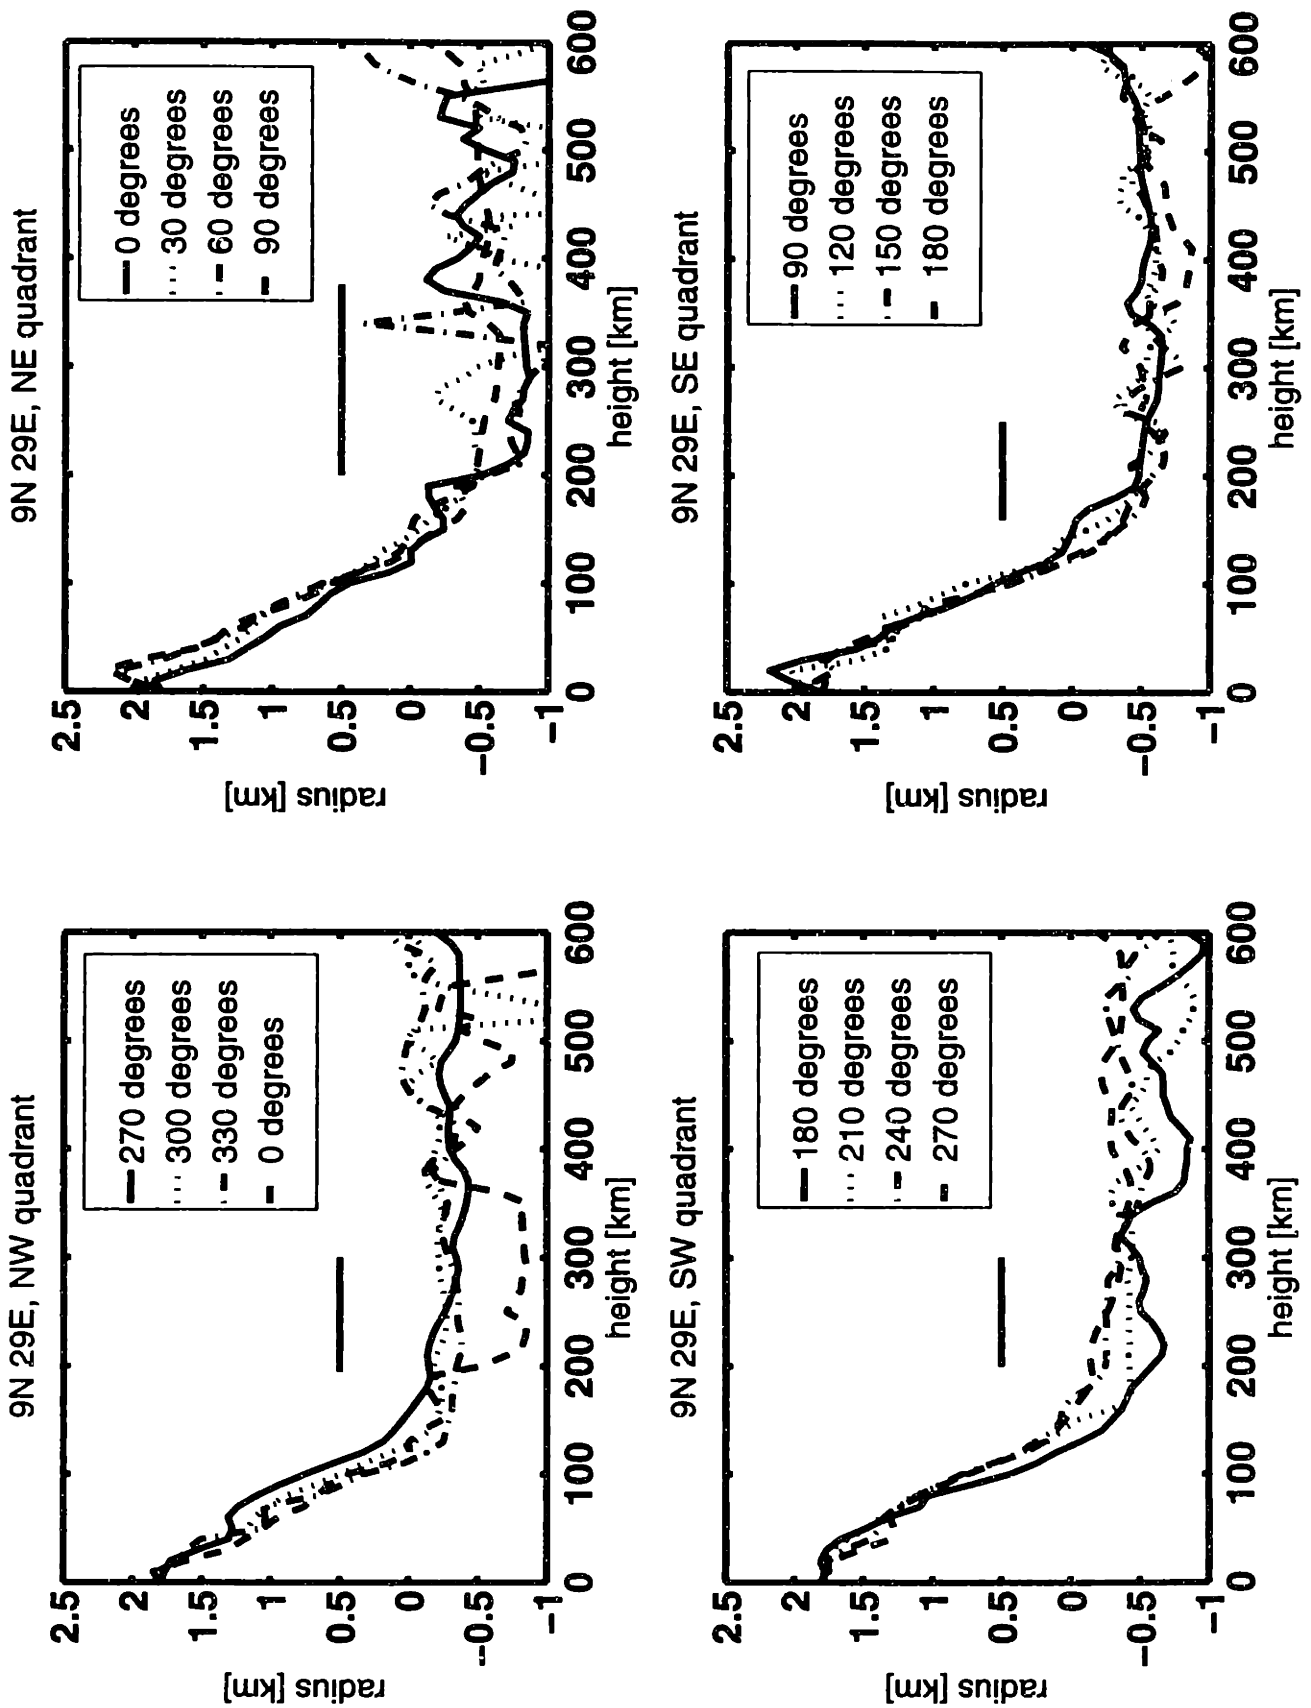 9N 29E, NW quadrant
2.5
2
1.5
1
0.5
0
−0.5
−1
radius [km]
270 degrees
300 degrees
330 degrees
0 degrees
0 100 200 300 400 500 600
height [km]
9N 29E, NE quadrant
2.5
2
1.5
1
0.5
0
−0.5
−1
radius [km]
0 degrees
30 degrees
60 degrees
90 degrees
0 100 200 300 400 500 600
height [km]
9N 29E, SW quadrant
2.5
2
1.5
1
0.5
0
−0.5
−1
radius [km]
180 degrees
210 degrees
240 degrees
270 degrees
0 100 200 300 400 500 600
height [km]
9N 29E, SE quadrant
2.5
2
1.5
1
0.5
0
−0.5
−1
radius [km]
90 degrees
120 degrees
150 degrees
180 degrees
0 100 200 300 400 500 600
height [km]